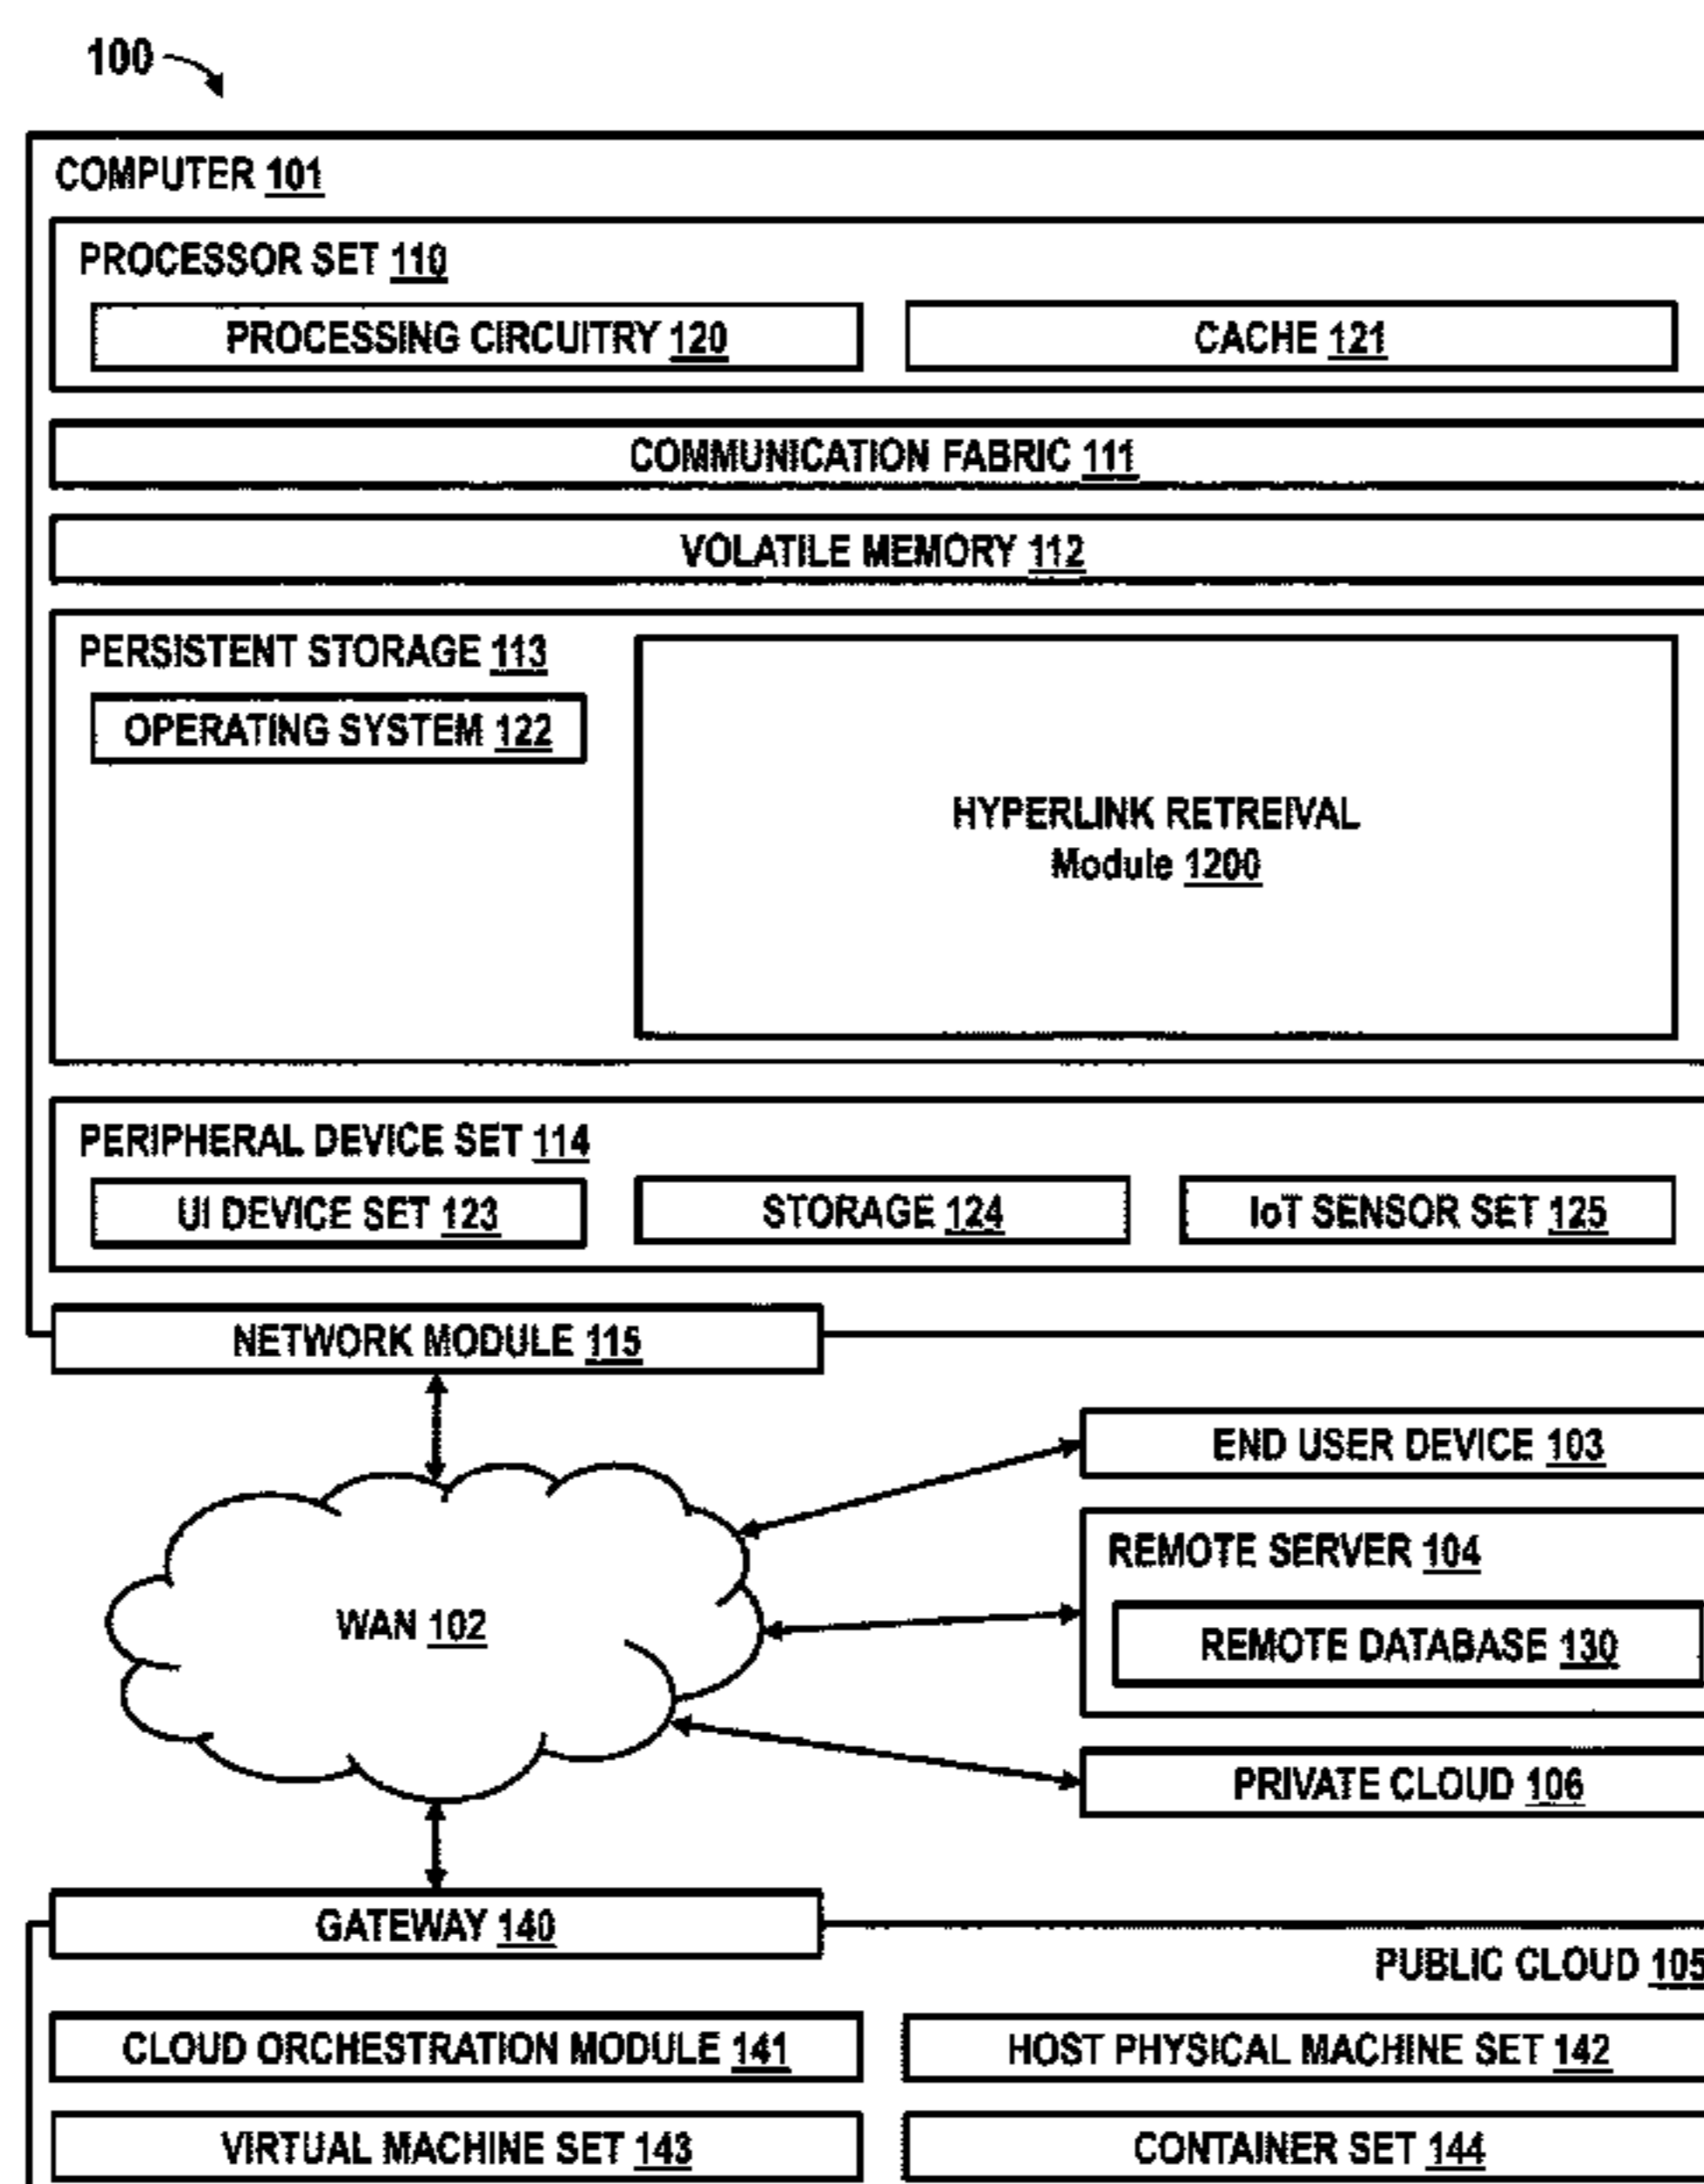 100
COMPUTER 101
PROCESSOR SET 110
PROCESSING CIRCUITRY 120
CACHE 121
COMMUNICATION FABRIC 111
VOLATILE MEMORY 112
PERSISTENT STORAGE 113
OPERATING SYSTEM 122
HYPERLINK RETREIVAL
Module 1200
PERIPHERAL DEVICE SET 114
UI DEVICE SET 123
STORAGE 124
IoT SENSOR SET 125
NETWORK MODULE 115
WAN 102
END USER DEVICE 103
REMOTE SERVER 104
REMOTE DATABASE 130
PRIVATE CLOUD 106
GATEWAY 140
PUBLIC CLOUD 105
CLOUD ORCHESTRATION MODULE 141
HOST PHYSICAL MACHINE SET 142
VIRTUAL MACHINE SET 143
CONTAINER SET 144